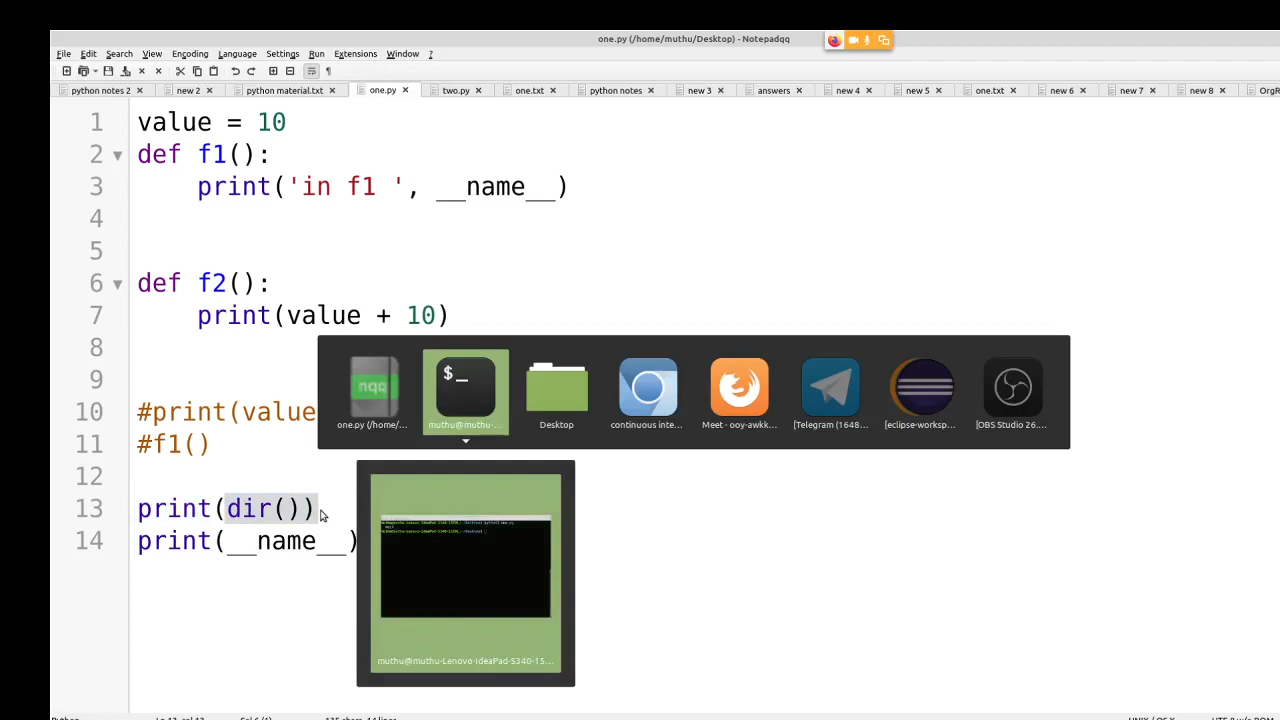 one.py (/home/muthu/Desktop) - Notepadqq
File Edit Search View Encoding Language Settings Run Extensions Window ?
python notes 2 new 2 python material.txt one.py two.py one.txt python notes new 3 answers new 4 new 5 one.txt new 6 new 7 new 8 OrgR
1 value = 10
2 def f1():
3 print('in f1 ', __name__)
4
5
6 def f2():
7 print(value + 10)
8
9
10 #print(value
11 #f1()
12
13 print(dir())
14 print(__name__)
nqq
$_
one.py (/home/... muthu@muthu-... Desktop continuous inte... Meet - ooy-awkk... [Telegram (1648... [eclipse-worksp... [OBS Studio 26....
muthu@muthu-Lenovo-IdeaPad-S340-15...